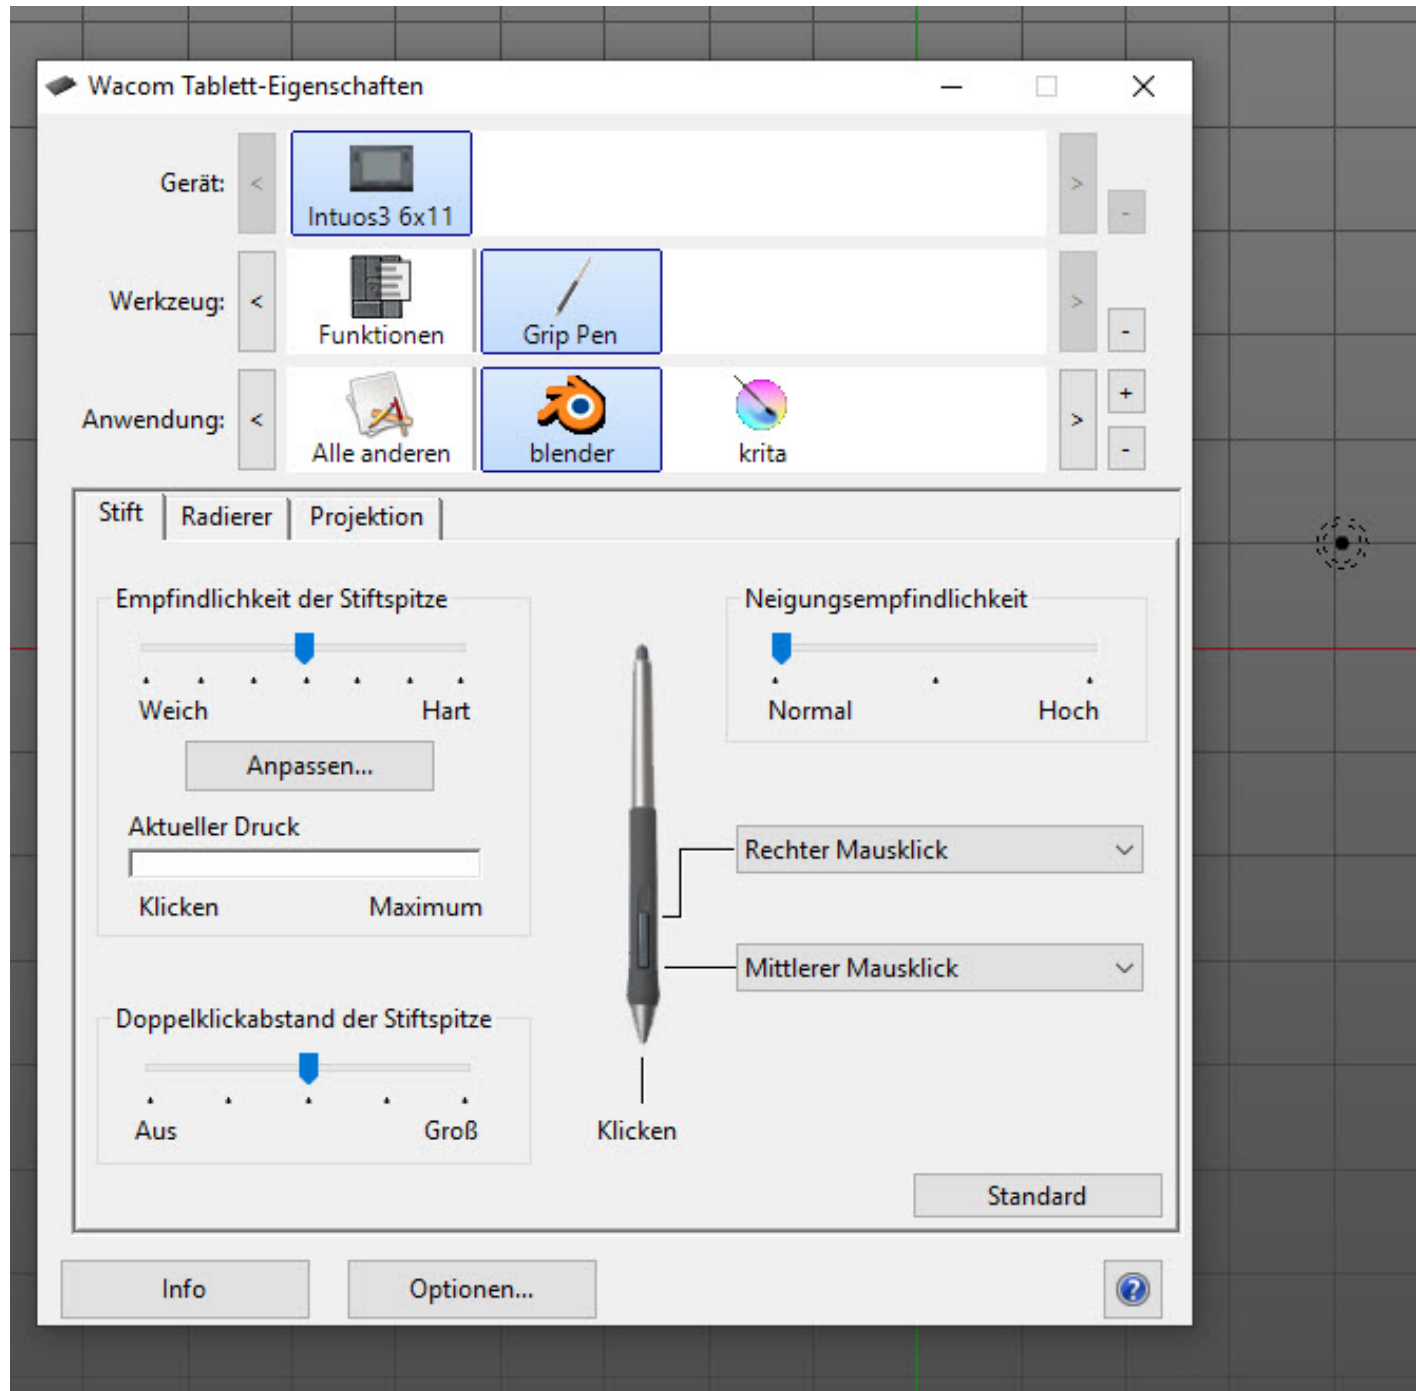 Wacom Tablett-Eigenschaften
Gerät:
<
Intuos3 6x11
>
-
Werkzeug:
<
Funktionen
Grip Pen
>
-
Anwendung:
<
Alle anderen
blender
krita
>
+
-
Stift
Radierer
Projektion
Empfindlichkeit der Stiftspitze
Weich
Hart
Anpassen...
Aktueller Druck
Klicken
Maximum
Neigungsempfindlichkeit
Normal
Hoch
Rechter Mausklick
Mittlerer Mausklick
Doppelklickabstand der Stiftspitze
Aus
Groß
Klicken
Standard
Info
Optionen...
?